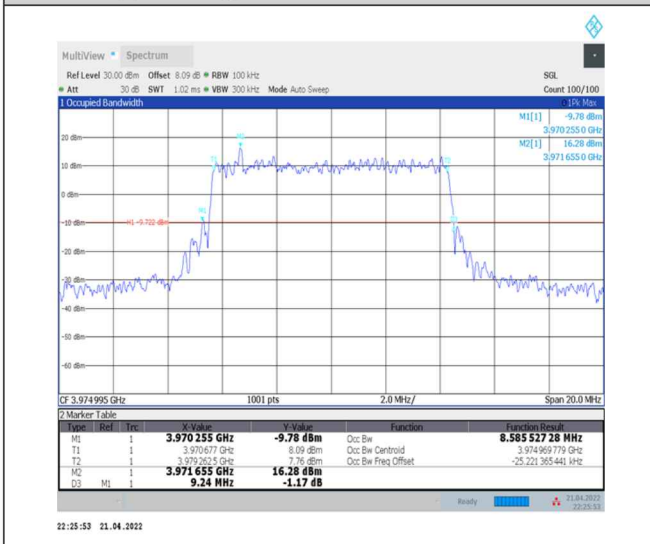 MultiView Spectrum
Ref Level 30.00 dBm Offset 8.09 dB RBW 100 kHz SGL
Att 30 dB SWT 1.02 ms VBW 300 kHz Mode Auto Sweep Count 100/100
1 Occupied Bandwidth 1Pk Max
M1[1] -9.78 dBm
3.970 255 0 GHz
M2[1] 16.28 dBm
3.971 655 0 GHz
20 dBm
M2
T1
T2
10 dBm
0 dBm
M1
-10 dBm H1 -9.722 dBm
-20 dBm
-30 dBm
-40 dBm
-50 dBm
-60 dBm
CF 3.974 995 GHz 1001 pts 2.0 MHz/ Span 20.0 MHz
2 Marker Table
Type Ref Trc X-Value Y-Value Function Function Result
M1 1 3.970 255 GHz -9.78 dBm Occ Bw 8.585 527 28 MHz
T1 1 3.970 677 GHz 8.09 dBm Occ Bw Centroid 3.974 969 779 GHz
T2 1 3.979 262 5 GHz 7.76 dBm Occ Bw Freq Offset -25.221 365 441 kHz
M2 1 3.971 655 GHz 16.28 dBm
D3 M1 1 9.24 MHz -1.17 dB
Ready 21.04.2022
22:25:53
22:25:53 21.04.2022